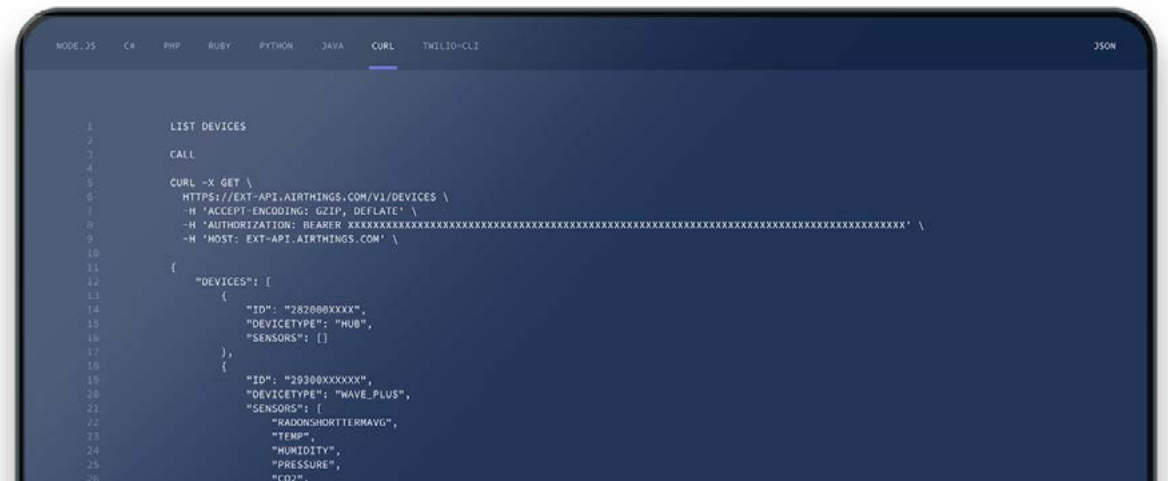 NODE.JS C# PHP RUBY PYTHON JAVA CURL TWILIO-CLI JSON
1 LIST DEVICES
2
3 CALL
4
5 CURL -X GET \
6 HTTPS://EXT-API.AIRTHINGS.COM/V1/DEVICES \
7 -H 'ACCEPT-ENCODING: GZIP, DEFLATE' \
8 -H 'AUTHORIZATION: BEARER XXXXXXXXXXXXXXXXXXXXXXXXXXXXXXXXXXXXXXXXXXXXXXXXXXXXXXXXXXXXXXXXXXXXXXXXXXXXXXXXXXXXXXXX' \
9 -H 'HOST: EXT-API.AIRTHINGS.COM' \
10
11 {
12 "DEVICES": [
13 {
14 "ID": "282000XXXX",
15 "DEVICETYPE": "HUB",
16 "SENSORS": []
17 },
18 {
19 "ID": "29300XXXXXX",
20 "DEVICETYPE": "WAVE_PLUS",
21 "SENSORS": [
22 "RADONSHORTTERMAVG",
23 "TEMP",
24 "HUMIDITY",
25 "PRESSURE",
26 "CO2",